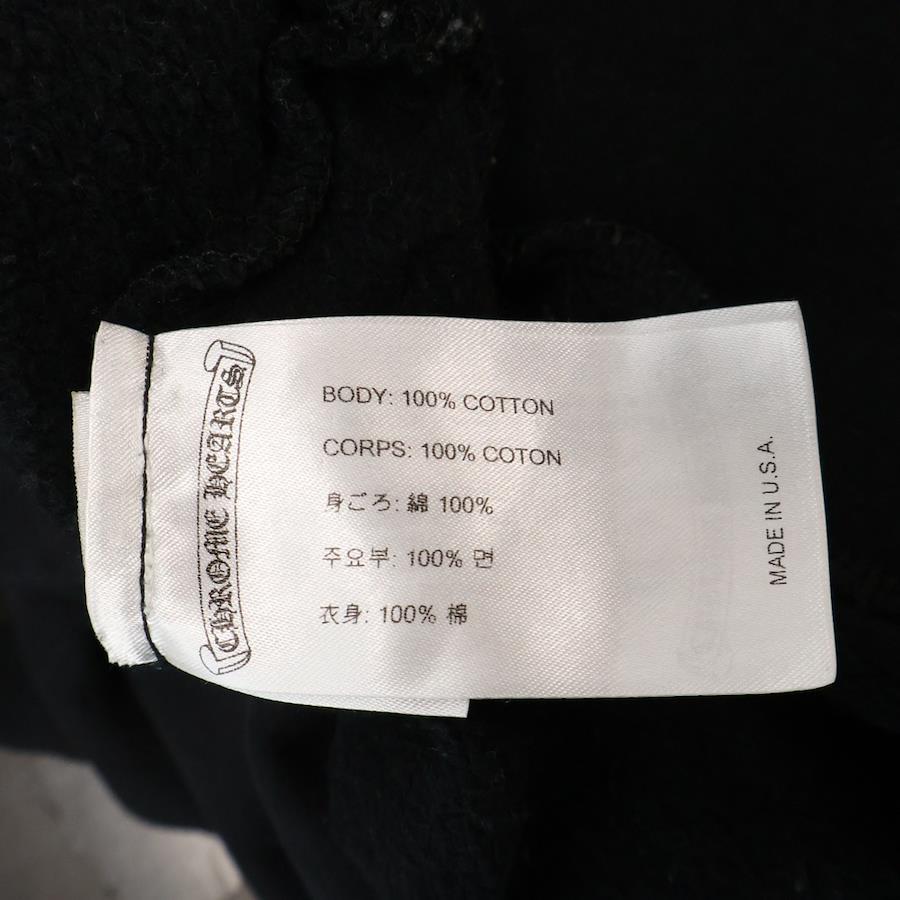 CHROME HEARTS
BODY: 100% COTTON
CORPS: 100% COTON
身ごろ: 綿 100%
주요부: 100% 면
衣身: 100% 棉
MADE IN U.S.A.